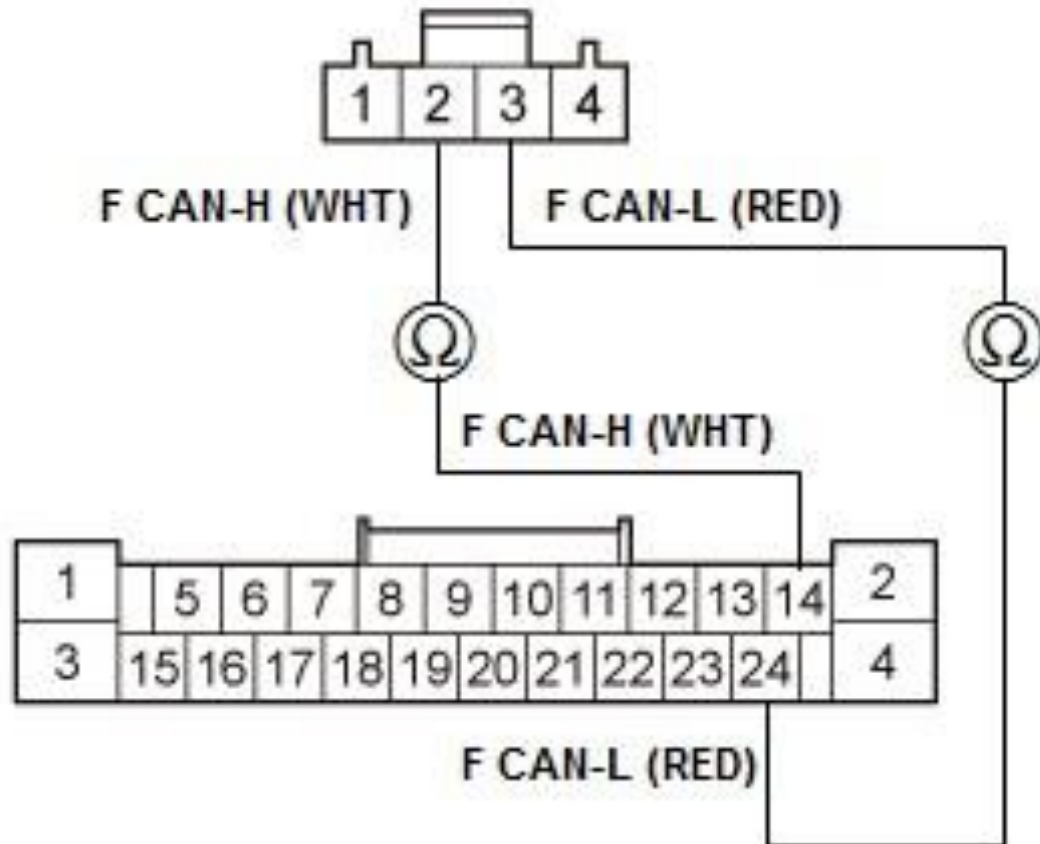 1 2 3 4
F CAN-H (WHT) F CAN-L (RED)
Ω Ω
F CAN-H (WHT)
1 5 6 7 8 9 10 11 12 13 14 2
3 15 16 17 18 19 20 21 22 23 24 4
F CAN-L (RED)